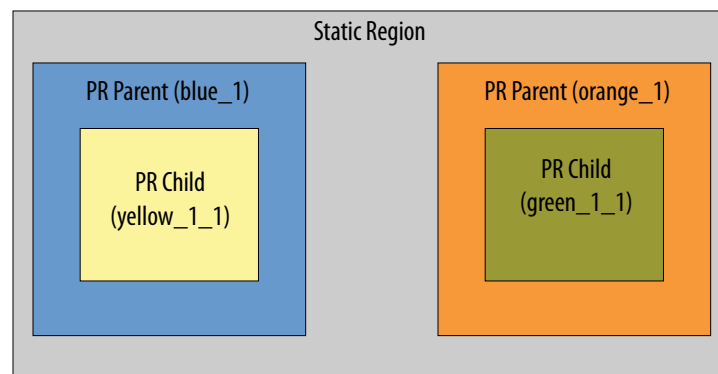 Static Region
PR Parent (blue_1)
PR Child
(yellow_1_1)
PR Parent (orange_1)
PR Child
(green_1_1)